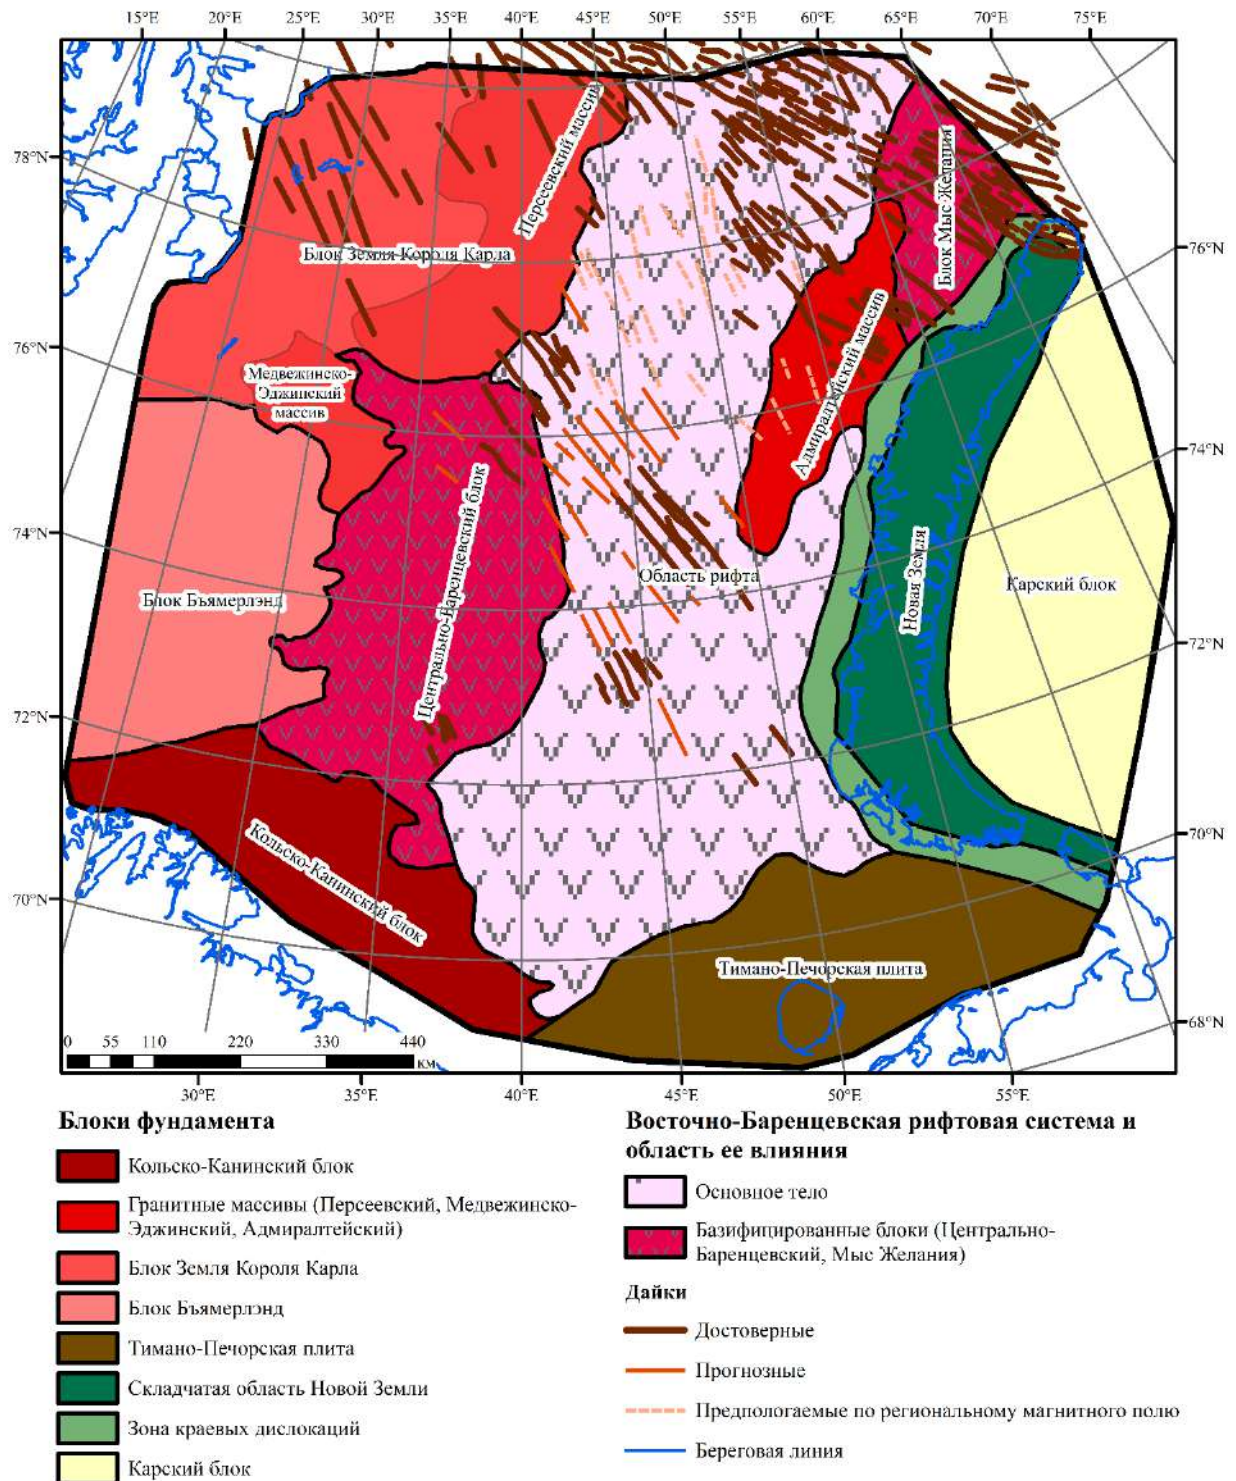 15°E 20°E 25°E 30°E 35°E 40°E 45°E 50°E 55°E 60°E 65°E 70°E 75°E
78°N
76°N
74°N
72°N
70°N
76°N
74°N
72°N
70°N
68°N
Персеевский массив
Блок Земля Короля Карла
Блок Мыс Желания
Медвежинско-
Эджинский
массив
Адмиралтейский массив
Центрально-Баренцевский блок
Область рифта
Новая Земля
Карский блок
Блок Бъямерлэнд
Кольско-Канинский блок
Тимано-Печорская плита
0 55 110 220 330 440
км
30°E 35°E 40°E 45°E 50°E 55°E
Блоки фундамента
Кольско-Канинский блок
Гранитные массивы (Персеевский, Медвежинско-
Эджинский, Адмиралтейский)
Блок Земля Короля Карла
Блок Бъямерлэнд
Тимано-Печорская плита
Складчатая область Новой Земли
Зона краевых дислокаций
Карский блок
Восточно-Баренцевская рифтовая система и
область ее влияния
Основное тело
Базифицированные блоки (Центрально-
Баренцевский, Мыс Желания)
Дайки
Достоверные
Прогнозные
Предпологаемые по региональному магнитного полю
Береговая линия